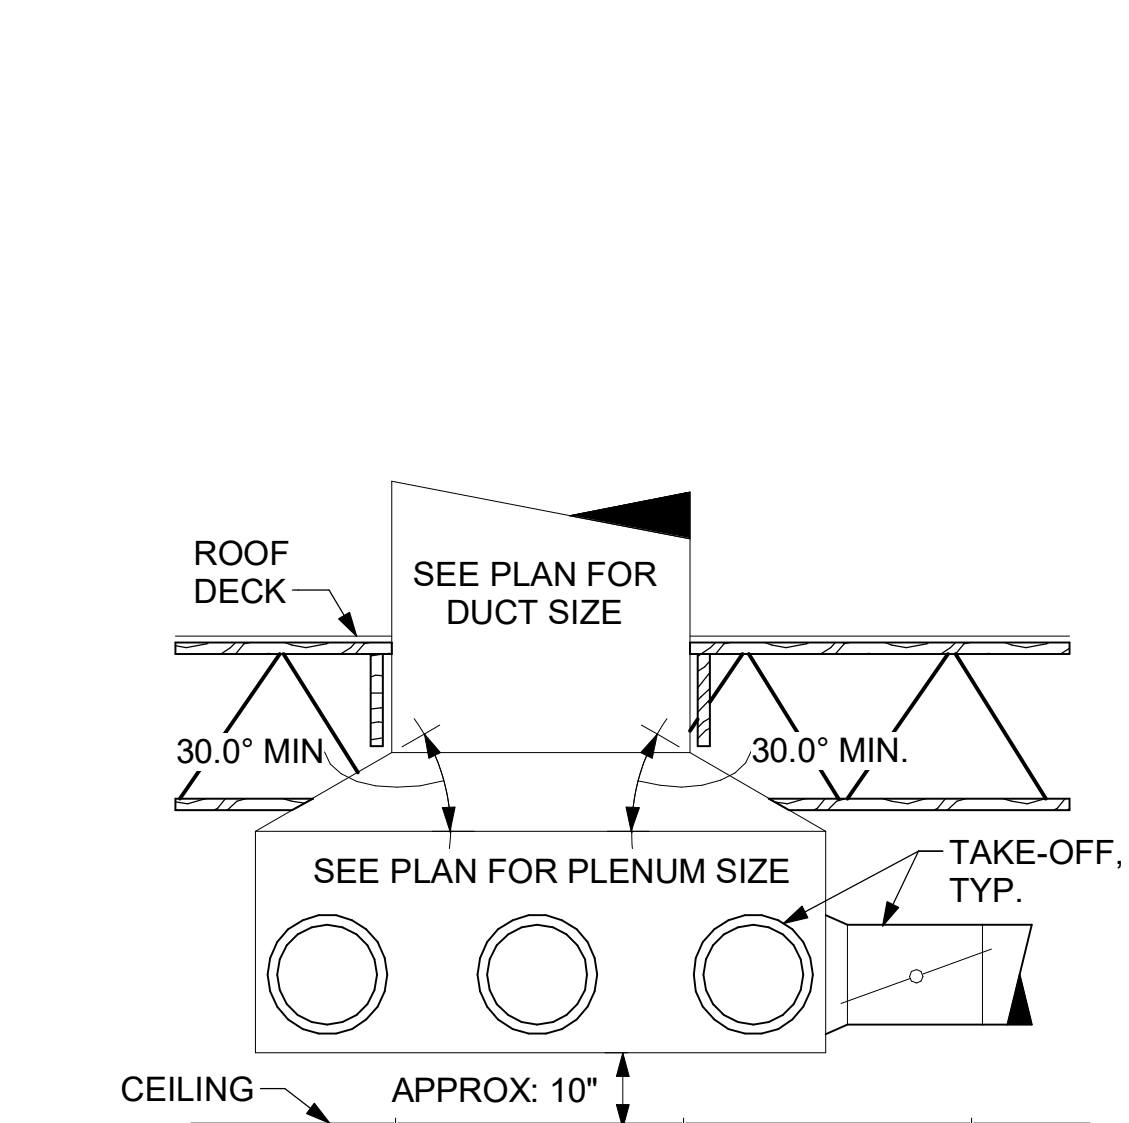 ROOF
DECK
SEE PLAN FOR
DUCT SIZE
30.0° MIN
30.0° MIN.
SEE PLAN FOR PLENUM SIZE
TAKE-OFF,
TYP.
CEILING
APPROX: 10"